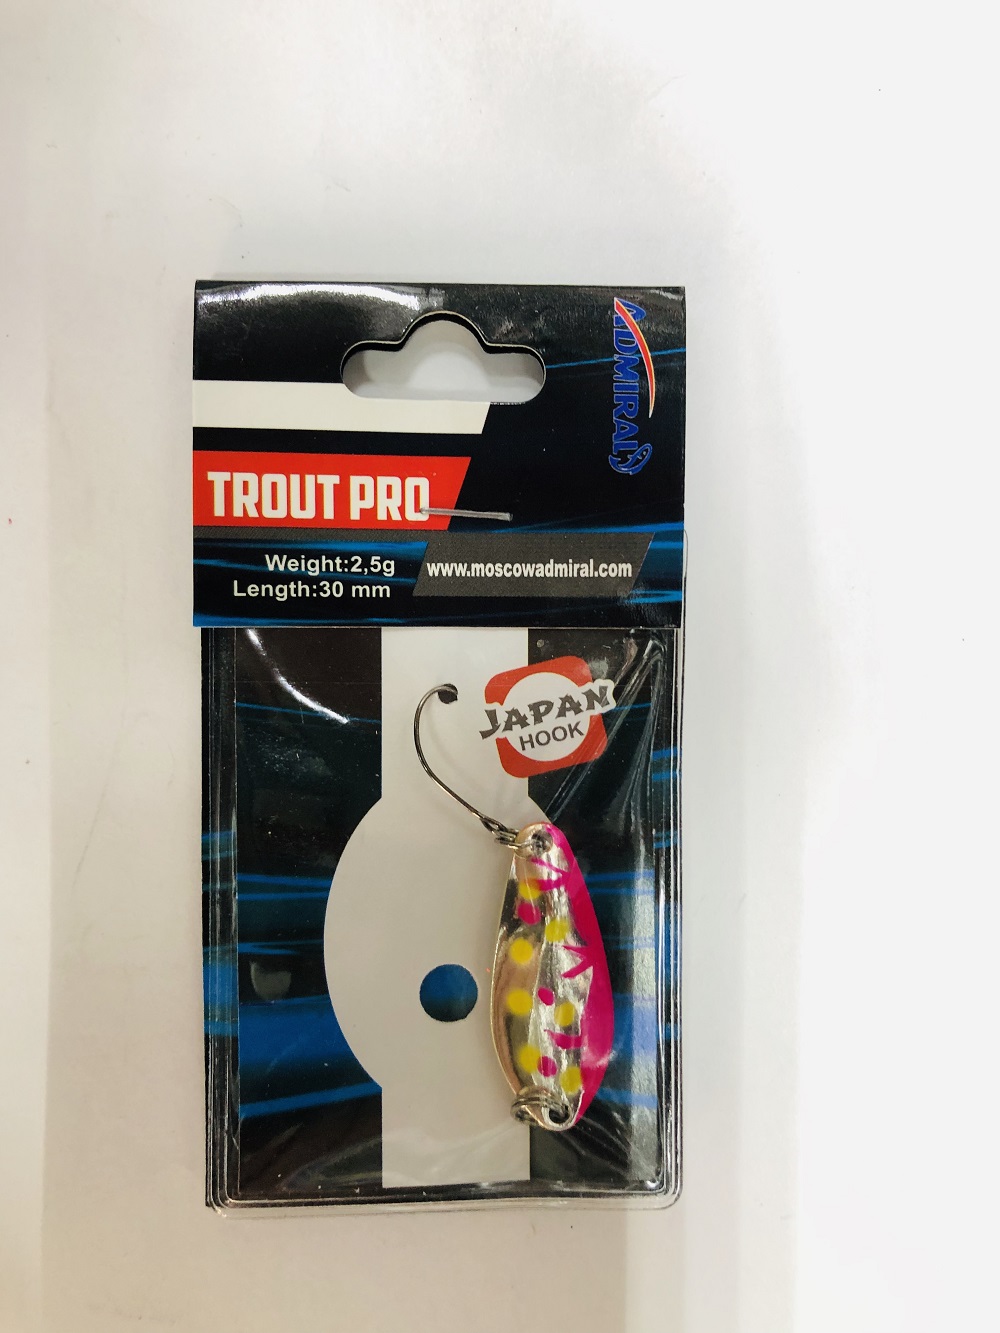 ADMIRAL
TROUT PRO
Weight:2,5g
Length:30 mm
www.moscowadmiral.com
JAPAN
HOOK